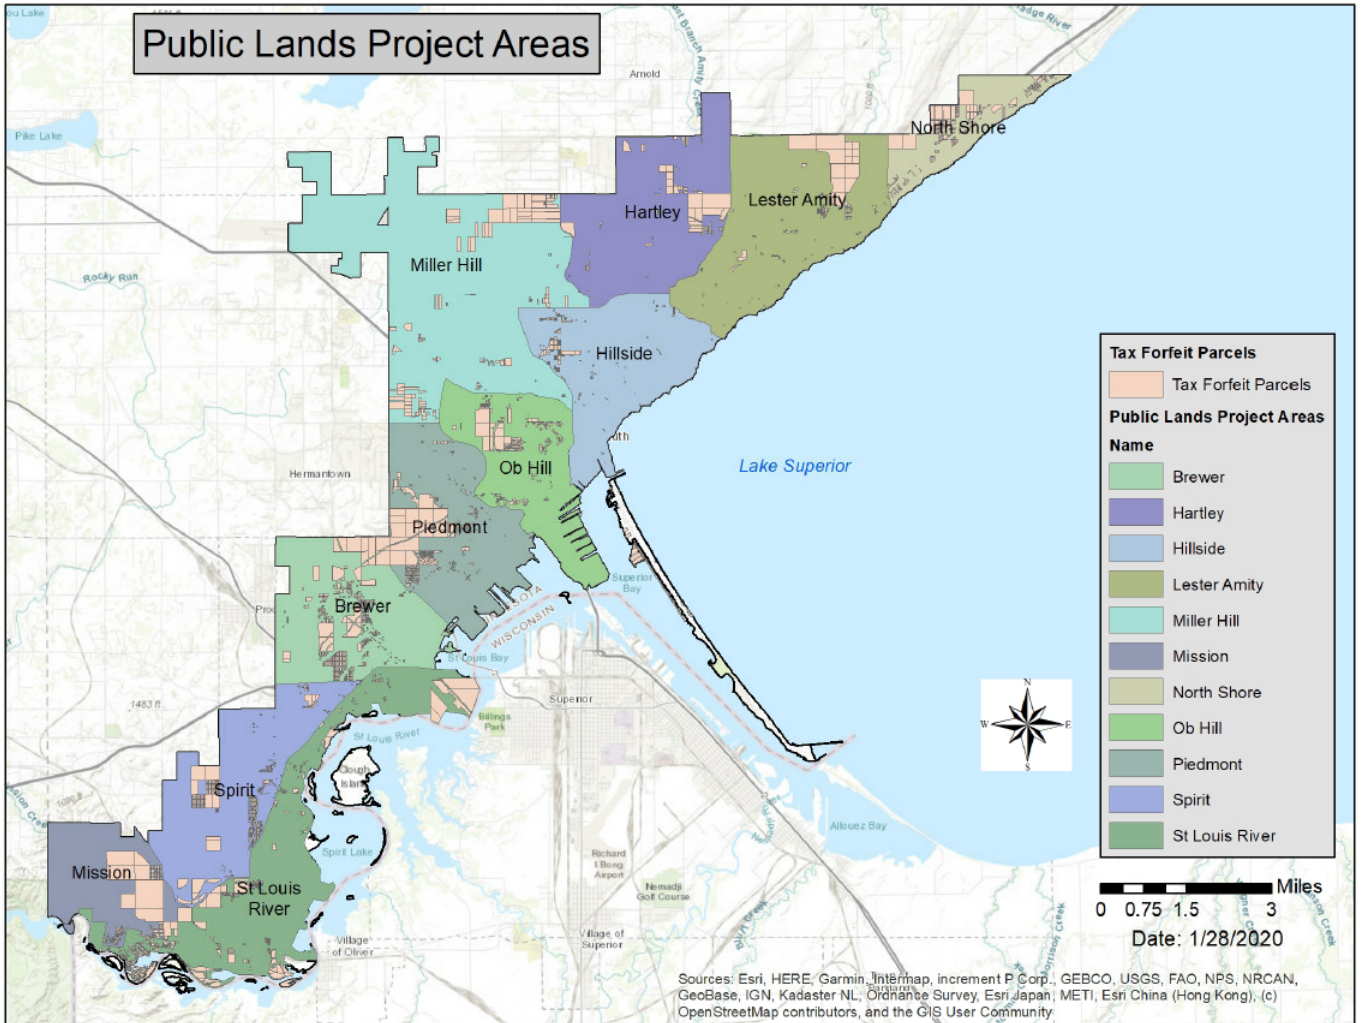 Public Lands Project Areas
Arnold
Pike Lake
North Shore
Lester Amity
Hartley
Miller Hill
Rocky Run
Hillside
Ob Hill
Lake Superior
Hermantown
Piedmont
Superior
Bay
Brewer
WISCONSIN
St Louis Bay
Superior
1483 ft
Billings
Park
St Louis River
Clough
Island
Spirit
Spirit Lake
Allouez Bay
Mission
St Louis
River
Richard
I Bong
Airport
Nemadji
Golf Course
Village
of Oliver
Village of
Superior
Tax Forfeit Parcels
Tax Forfeit Parcels
Public Lands Project Areas
Name
Brewer
Hartley
Hillside
Lester Amity
Miller Hill
Mission
North Shore
Ob Hill
Piedmont
Spirit
St Louis River
N
W E
S
Miles
0 0.75 1.5 3
Date: 1/28/2020
Sources: Esri, HERE, Garmin, Intermap, increment P Corp., GEBCO, USGS, FAO, NPS, NRCAN,
GeoBase, IGN, Kadaster NL, Ordnance Survey, Esri Japan, METI, Esri China (Hong Kong), (c)
OpenStreetMap contributors, and the GIS User Community